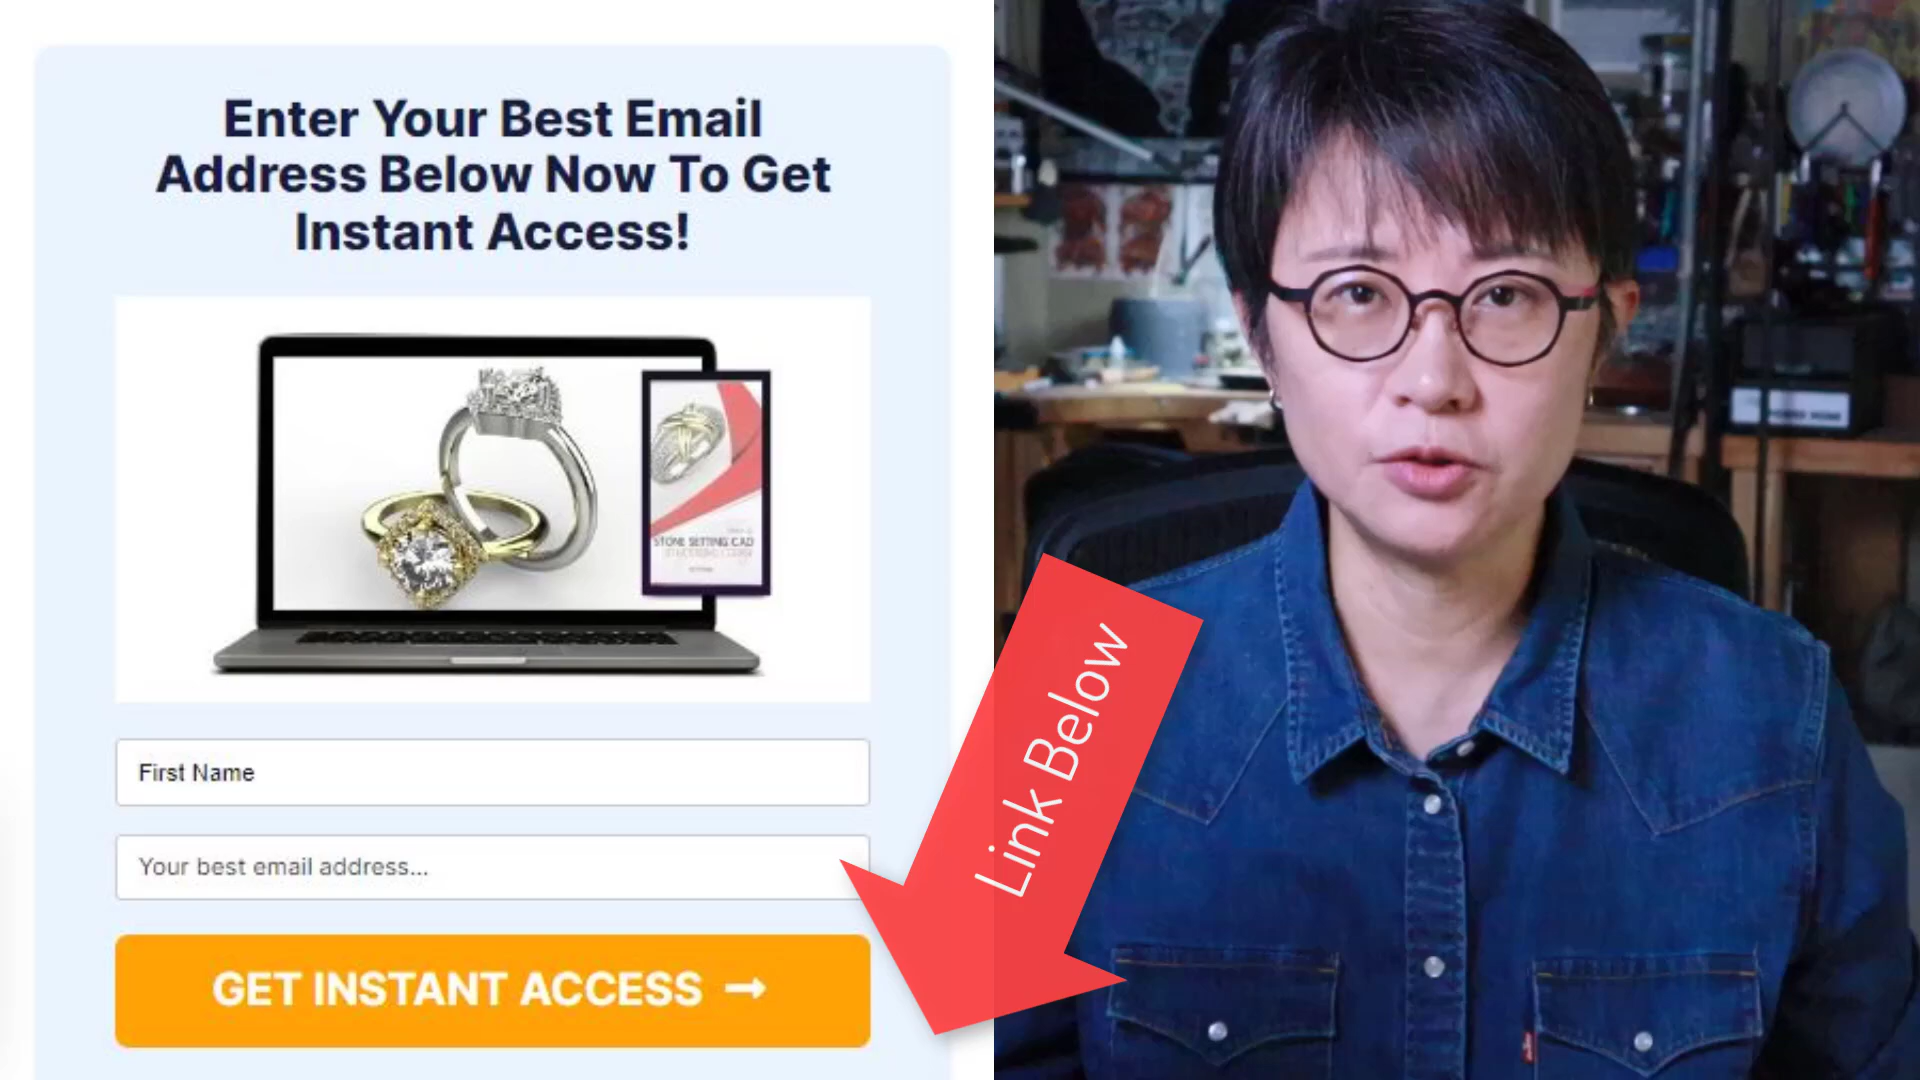 Enter Your Best Email
Address Below Now To Get
Instant Access!
STONE SETTING CAD
First Name
Your best email address...
GET INSTANT ACCESS
Link Below